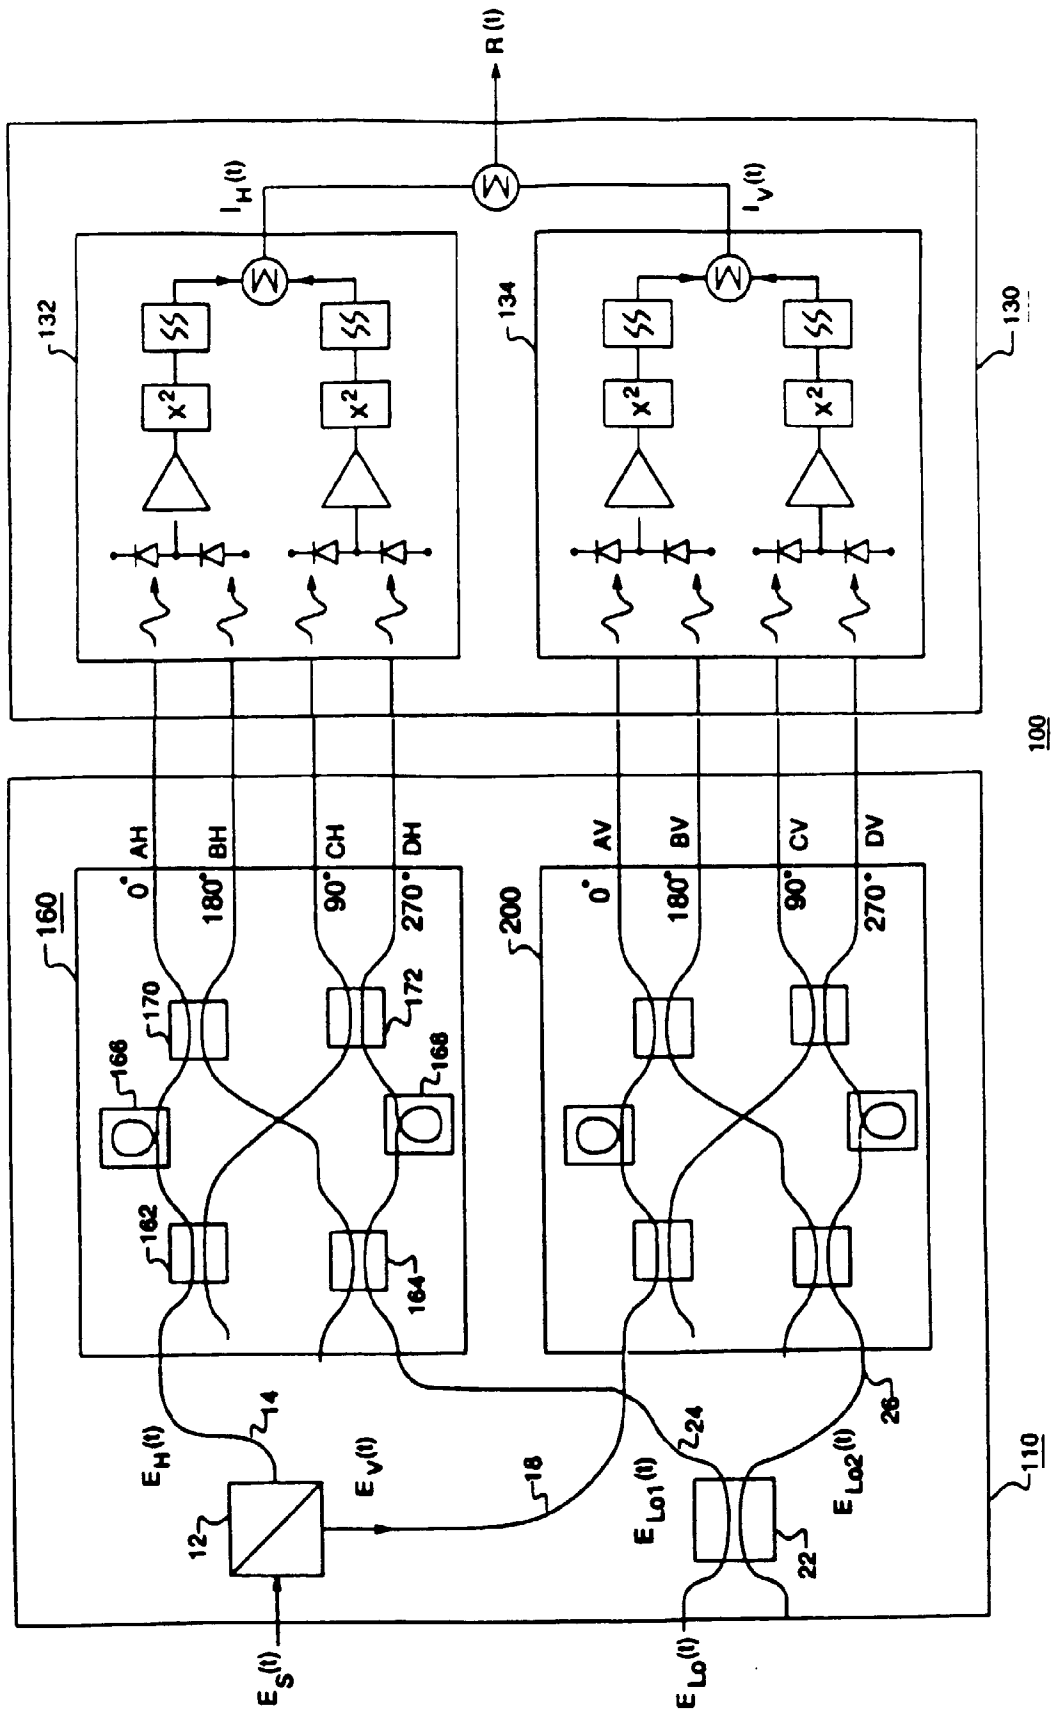 E_S(t)
12
E_H(t)
14
E_V(t)
18
E_Lo(t)
22
E_Lo1(t)
24
E_Lo2(t)
26
110
160
162
164
166
168
170
172
0° AH
180° BH
90° CH
270° DH
200
0° AV
180° BV
90° CV
270° DV
100
132
X²
∫∫
Σ
X²
∫∫
I_H(t)
134
X²
∫∫
Σ
X²
∫∫
I_V(t)
Σ
R(t)
130